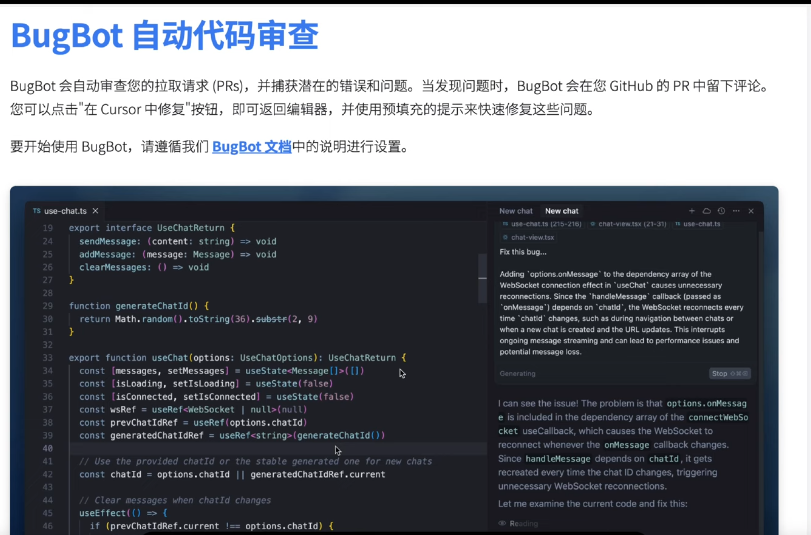 BugBot 自动代码审查
BugBot 会自动审查您的拉取请求 (PRs)，并捕获潜在的错误和问题。当发现问题时，BugBot 会在您 GitHub 的 PR 中留下评论。
您可以点击"在 Cursor 中修复"按钮，即可返回编辑器，并使用预填充的提示来快速修复这些问题。
要开始使用 BugBot，请遵循我们 BugBot 文档中的说明进行设置。
TS use-chat.ts ×
19 export interface UseChatReturn {
24 sendMessage: (content: string) => void
25 addMessage: (message: Message) => void
26 clearMessages: () => void
27 }
28
29 function generateChatId() {
30 return Math.random().toString(36).substr(2, 9)
31 }
32
33 export function useChat(options: UseChatOptions): UseChatReturn {
34 const [messages, setMessages] = useState<Message[]>([])
35 const [isLoading, setIsLoading] = useState(false)
36 const [isConnected, setIsConnected] = useState(false)
37 const wsRef = useRef<WebSocket | null>(null)
38 const prevChatIdRef = useRef(options.chatId)
39 const generatedChatIdRef = useRef<string>(generateChatId())
40
41 // Use the provided chatId or the stable generated one for new chats
42 const chatId = options.chatId || generatedChatIdRef.current
43
44 // Clear messages when chatId changes
45 useEffect(() => {
46 if (prevChatIdRef.current !== options.chatId) {
New chat New chat
use-chat.ts (215-216) chat-view.tsx (21-31) use-chat.ts
chat-view.tsx
Fix this bug...
Adding `options.onMessage` to the dependency array of the
WebSocket connection effect in `useChat` causes unnecessary
reconnections. Since the `handleMessage` callback (passed as
`onMessage`) depends on `chatId`, the WebSocket reconnects every
time `chatId` changes, such as during navigation between chats or
when a new chat is created and the URL updates. This interrupts
ongoing message streaming and can lead to performance issues and
potential message loss.
Generating Stop
I can see the issue! The problem is that options.onMessag
e is included in the dependency array of the connectWebSo
cket useCallback, which causes the WebSocket to
reconnect whenever the onMessage callback changes.
Since handleMessage depends on chatId, it gets
recreated every time the chat ID changes, triggering
unnecessary WebSocket reconnections.
Let me examine the current code and fix this:
Reading